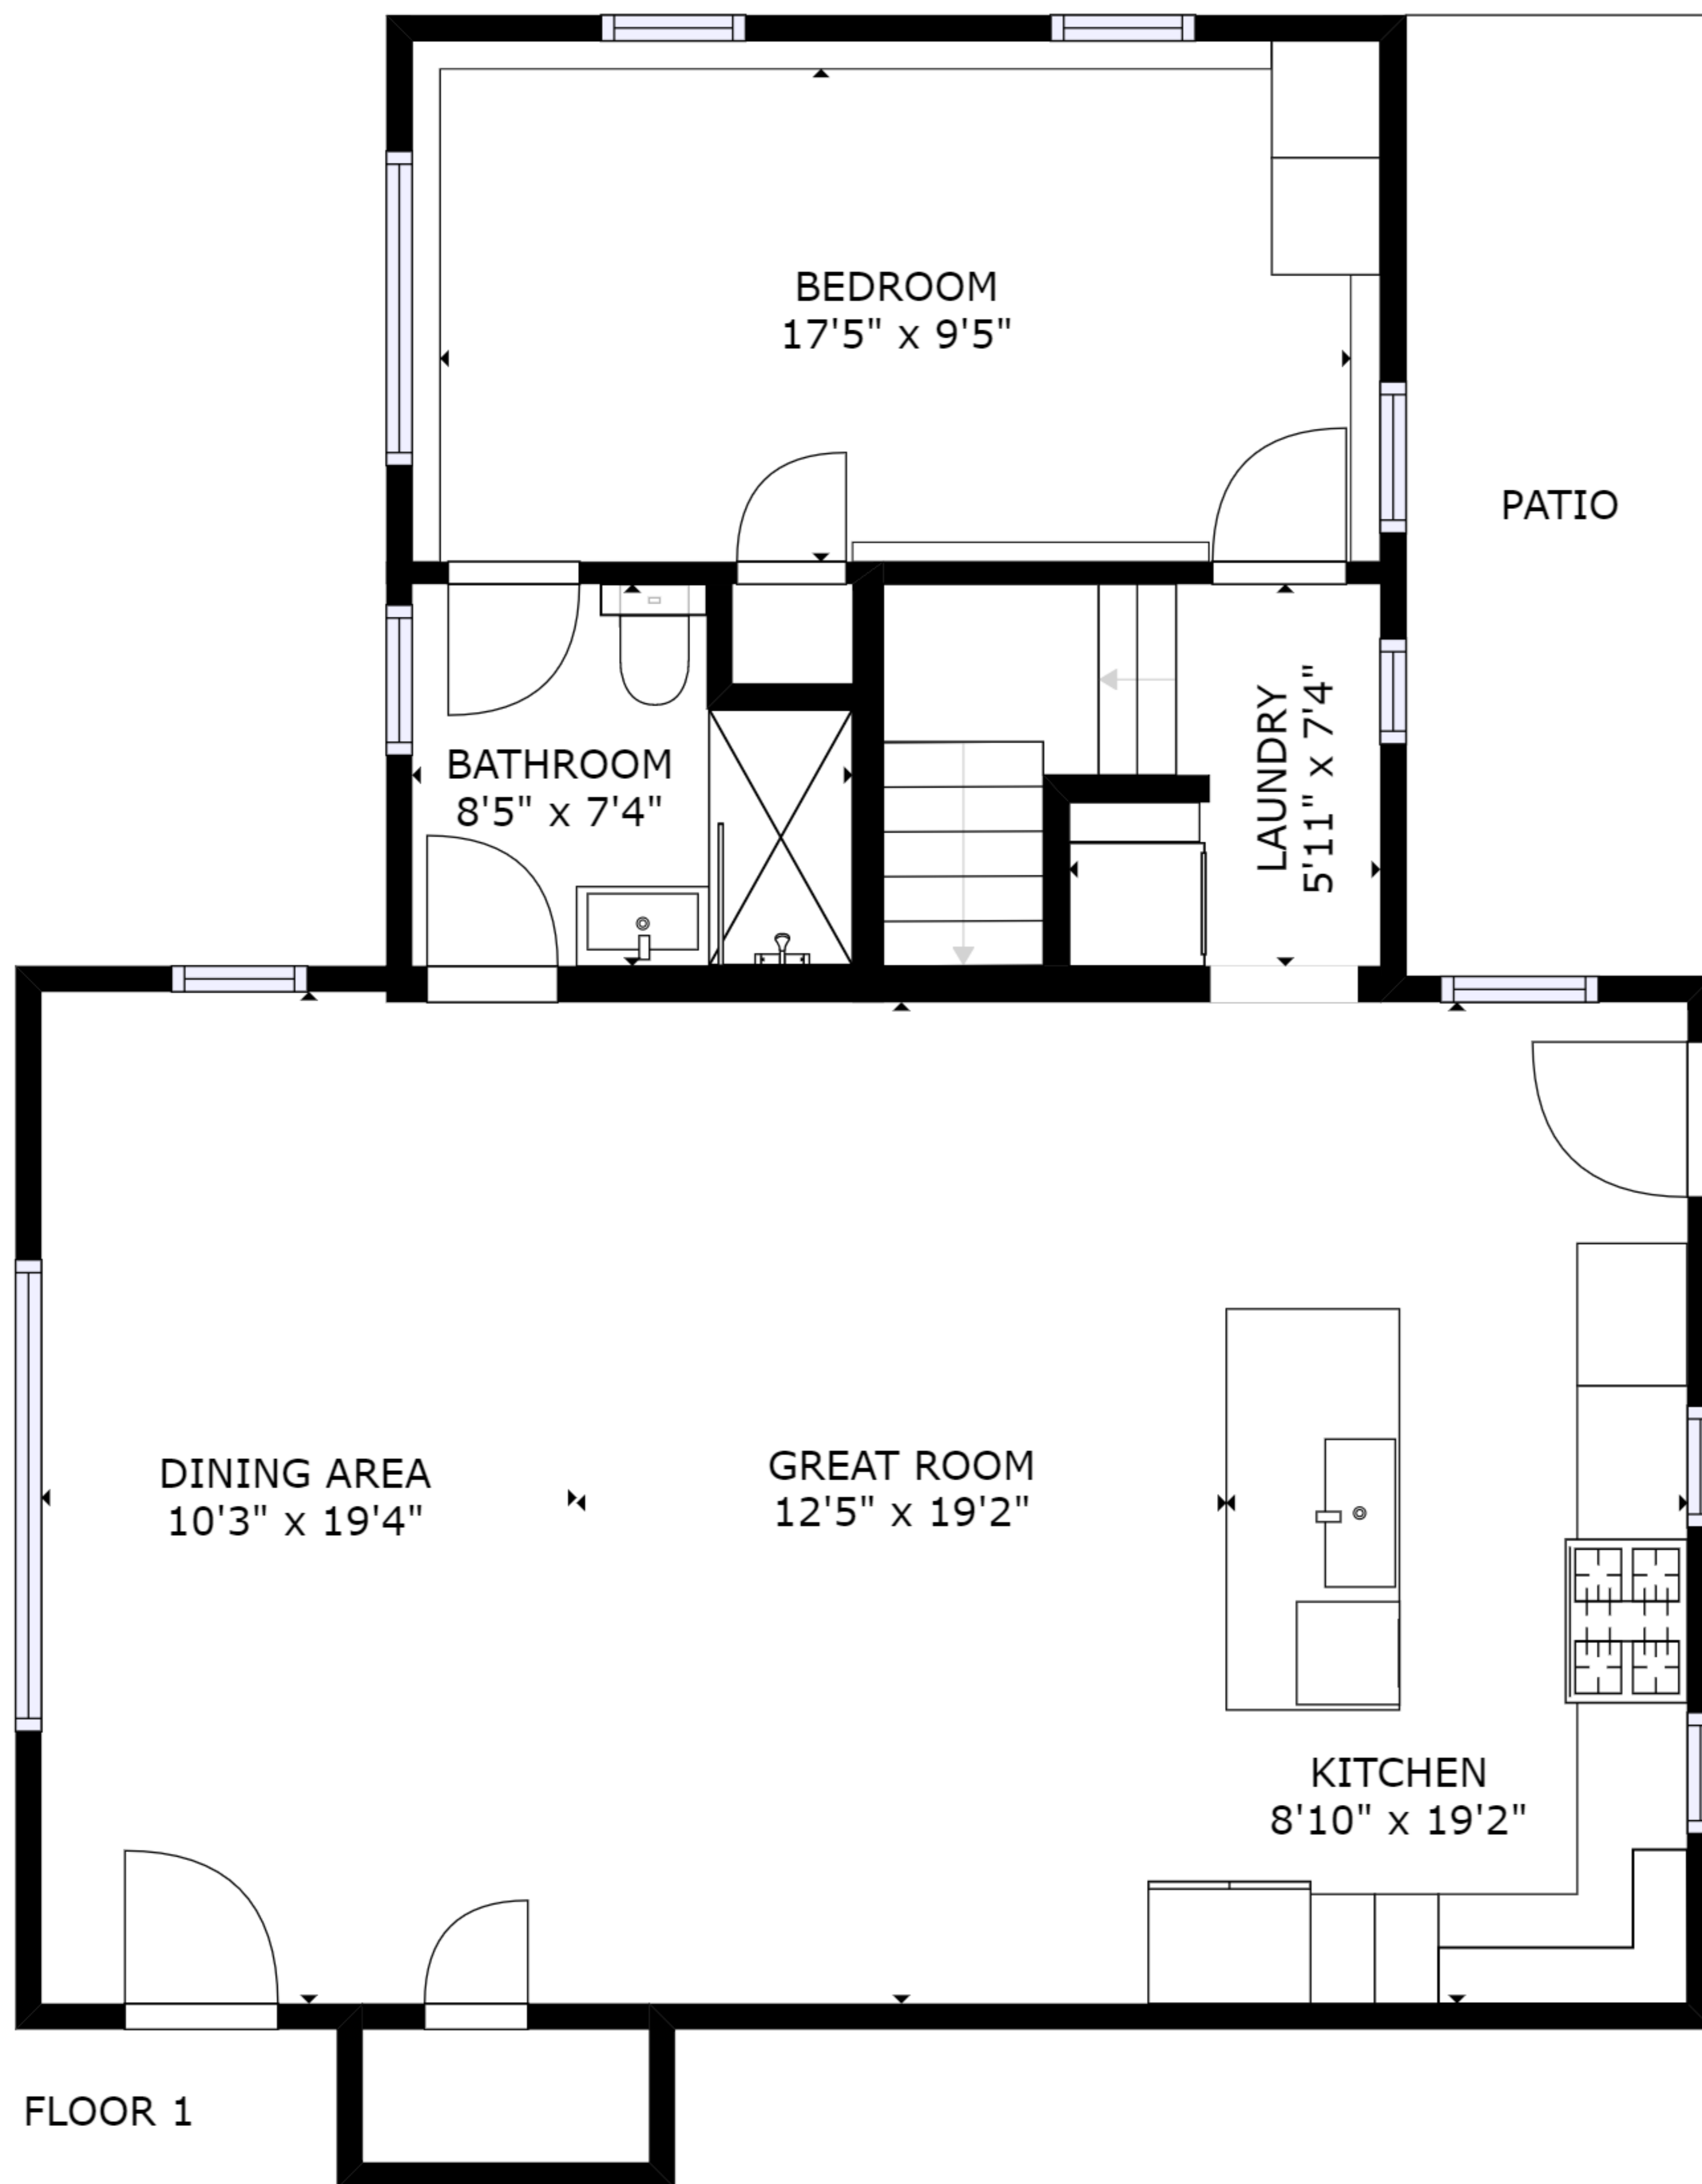 BEDROOM
17'5" x 9'5"
PATIO
BATHROOM
8'5" x 7'4"
LAUNDRY
5'11" x 7'4"
DINING AREA
10'3" x 19'4"
GREAT ROOM
12'5" x 19'2"
KITCHEN
8'10" x 19'2"
FLOOR 1